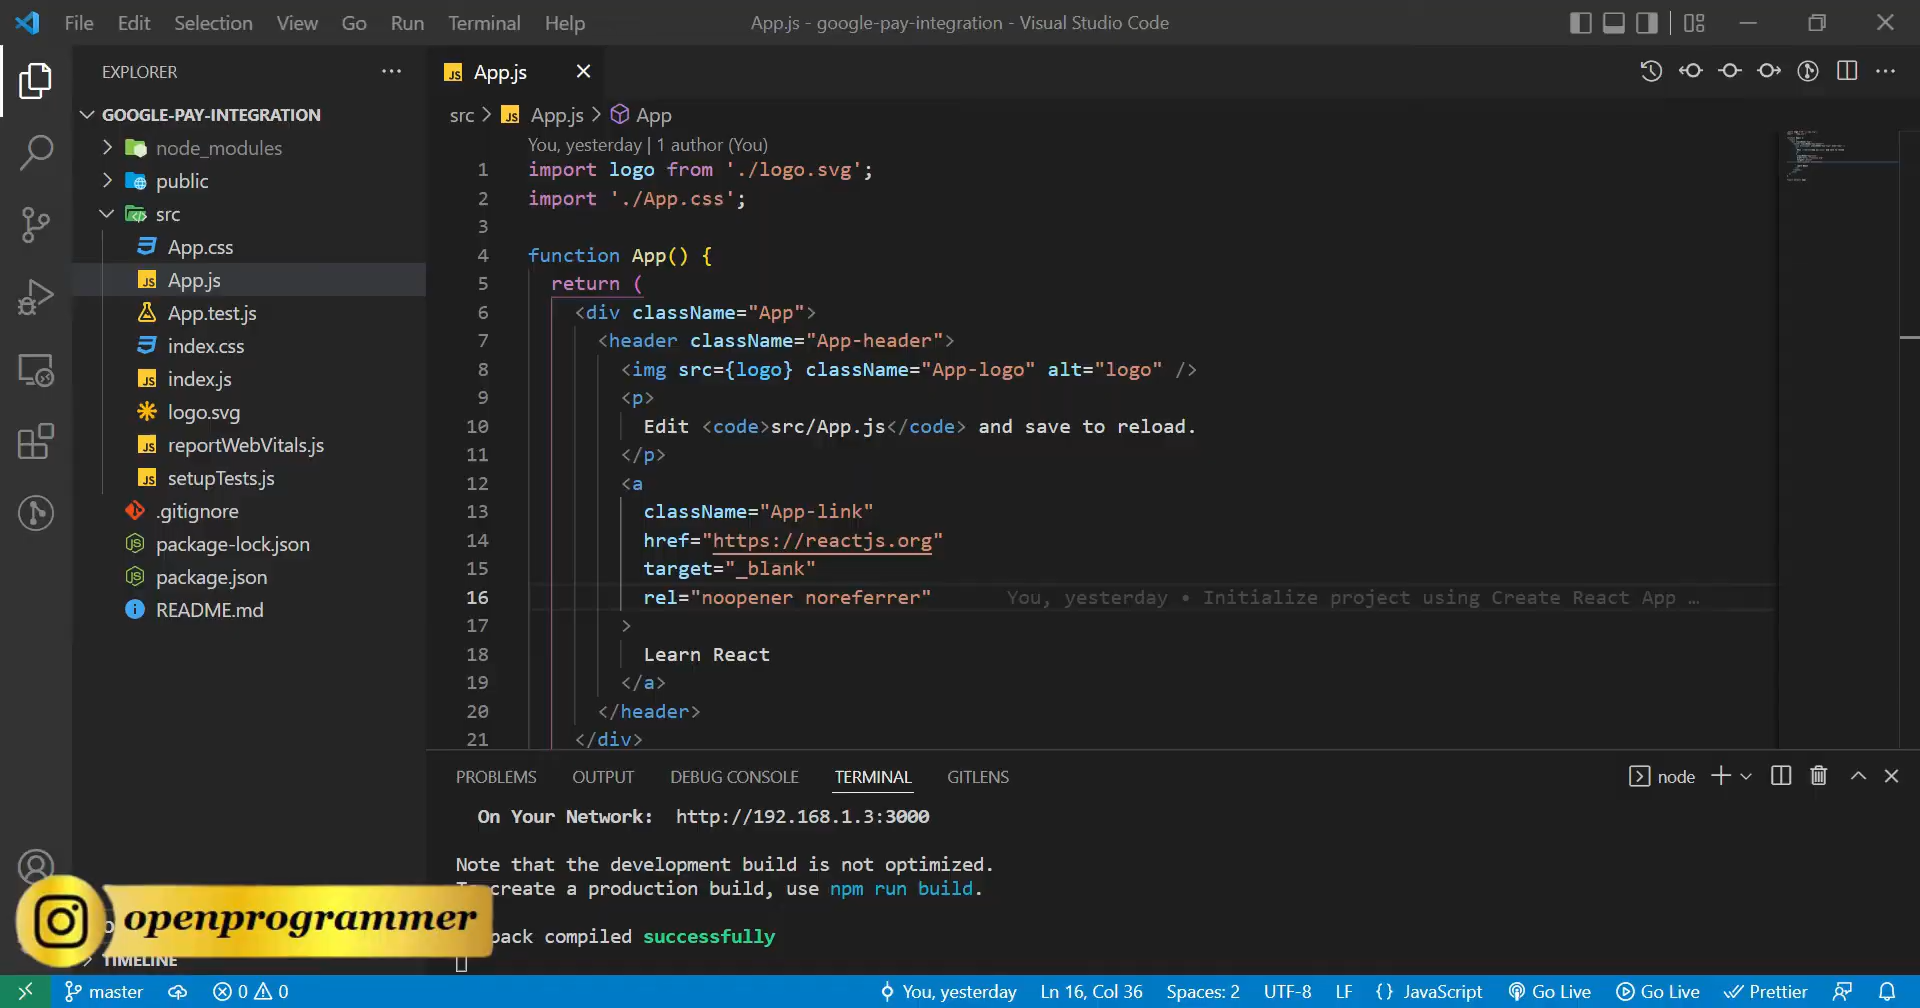 File Edit Selection View Go Run Terminal Help App.js - google-pay-integration - Visual Studio Code
EXPLORER
GOOGLE-PAY-INTEGRATION
node_modules
public
src
App.css
App.js
App.test.js
index.css
index.js
logo.svg
reportWebVitals.js
setupTests.js
.gitignore
package-lock.json
package.json
README.md
TIMELINE
App.js
src > App.js > App
You, yesterday | 1 author (You)
1 import logo from './logo.svg';
2 import './App.css';
3
4 function App() {
5 return (
6 <div className="App">
7 <header className="App-header">
8 <img src={logo} className="App-logo" alt="logo" />
9 <p>
10 Edit <code>src/App.js</code> and save to reload.
11 </p>
12 <a
13 className="App-link"
14 href="https://reactjs.org"
15 target="_blank"
16 rel="noopener noreferrer" You, yesterday • Initialize project using Create React App …
17 >
18 Learn React
19 </a>
20 </header>
21 </div>
PROBLEMS OUTPUT DEBUG CONSOLE TERMINAL GITLENS node
On Your Network: http://192.168.1.3:3000
Note that the development build is not optimized.
create a production build, use npm run build.
pack compiled successfully
openprogrammer
master 0 0 You, yesterday Ln 16, Col 36 Spaces: 2 UTF-8 LF {} JavaScript Go Live Go Live Prettier